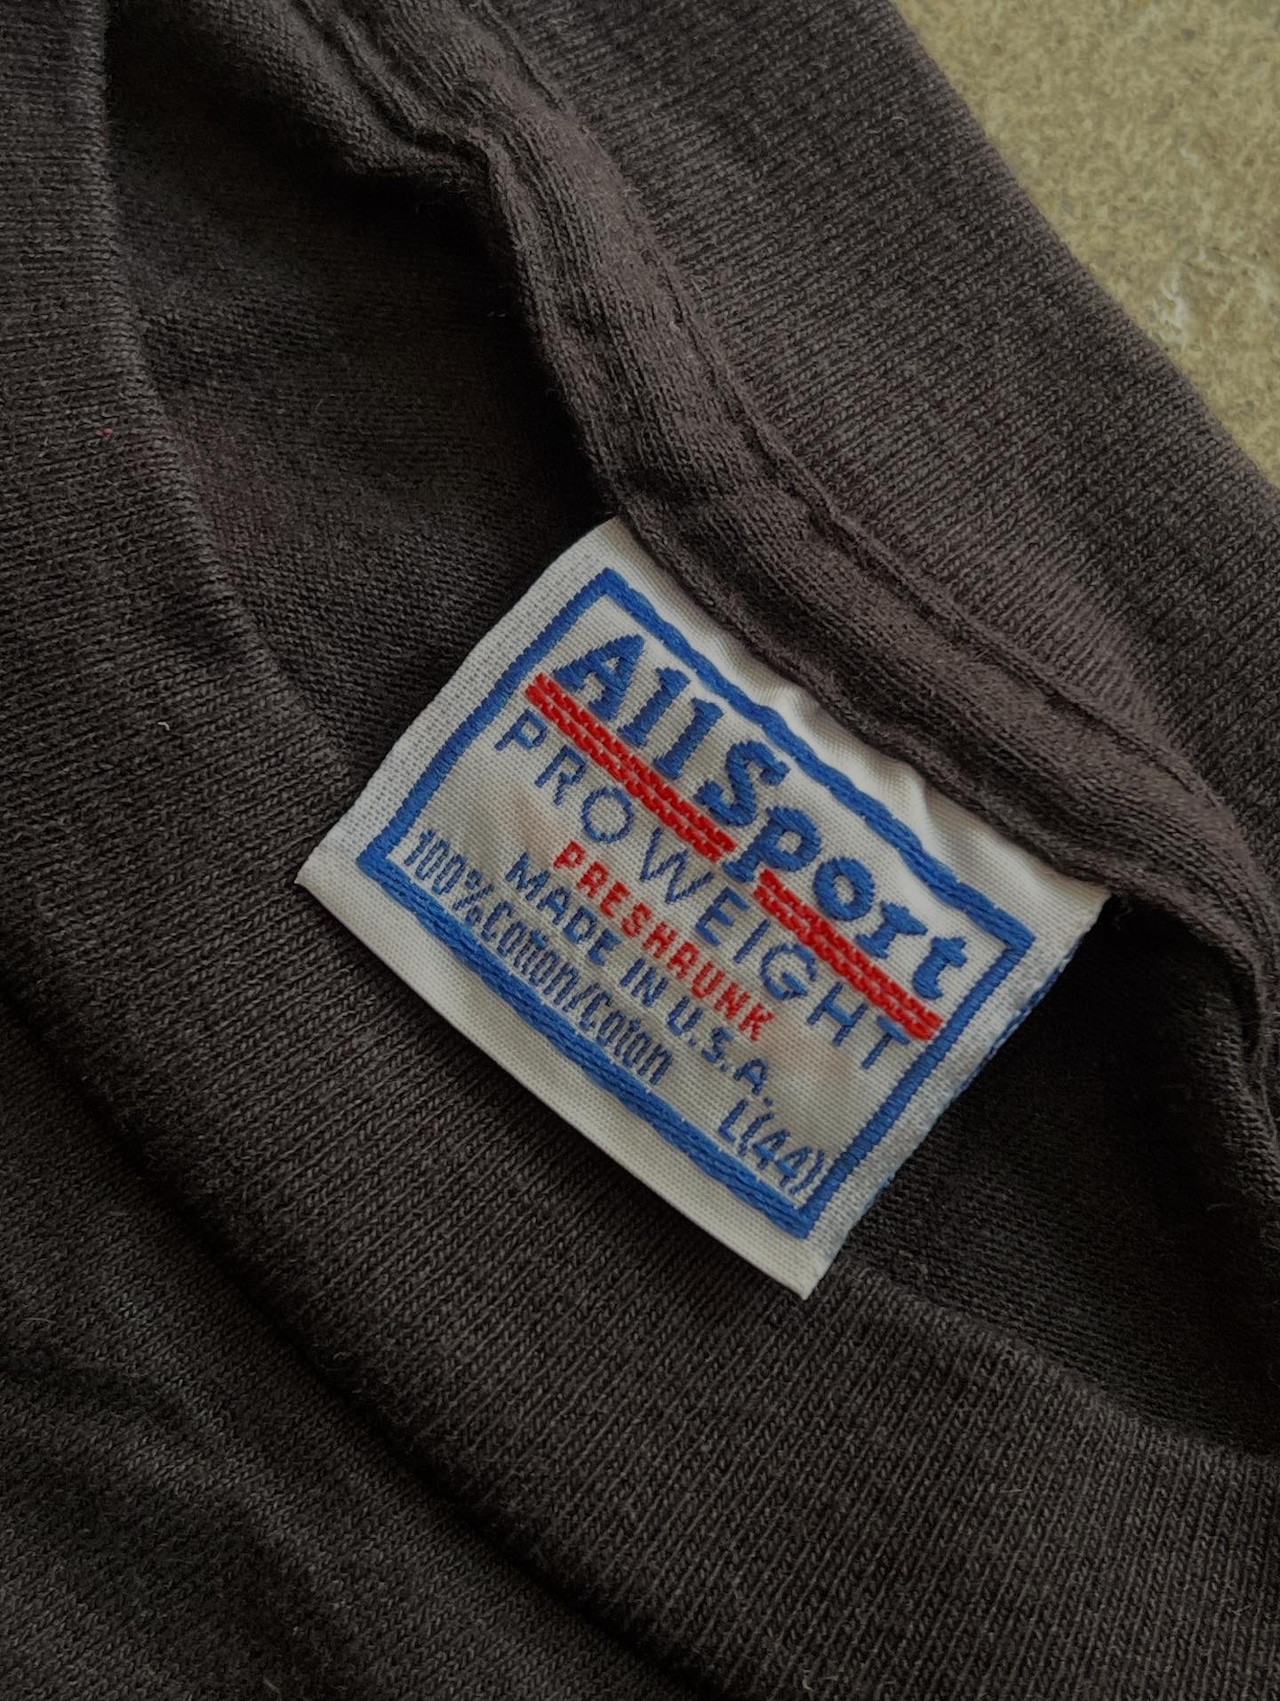 AllSport
PROWEIGHT
PRESHRUNK
MADE IN U.S.A.
100%Cotton/Coton
L(44)